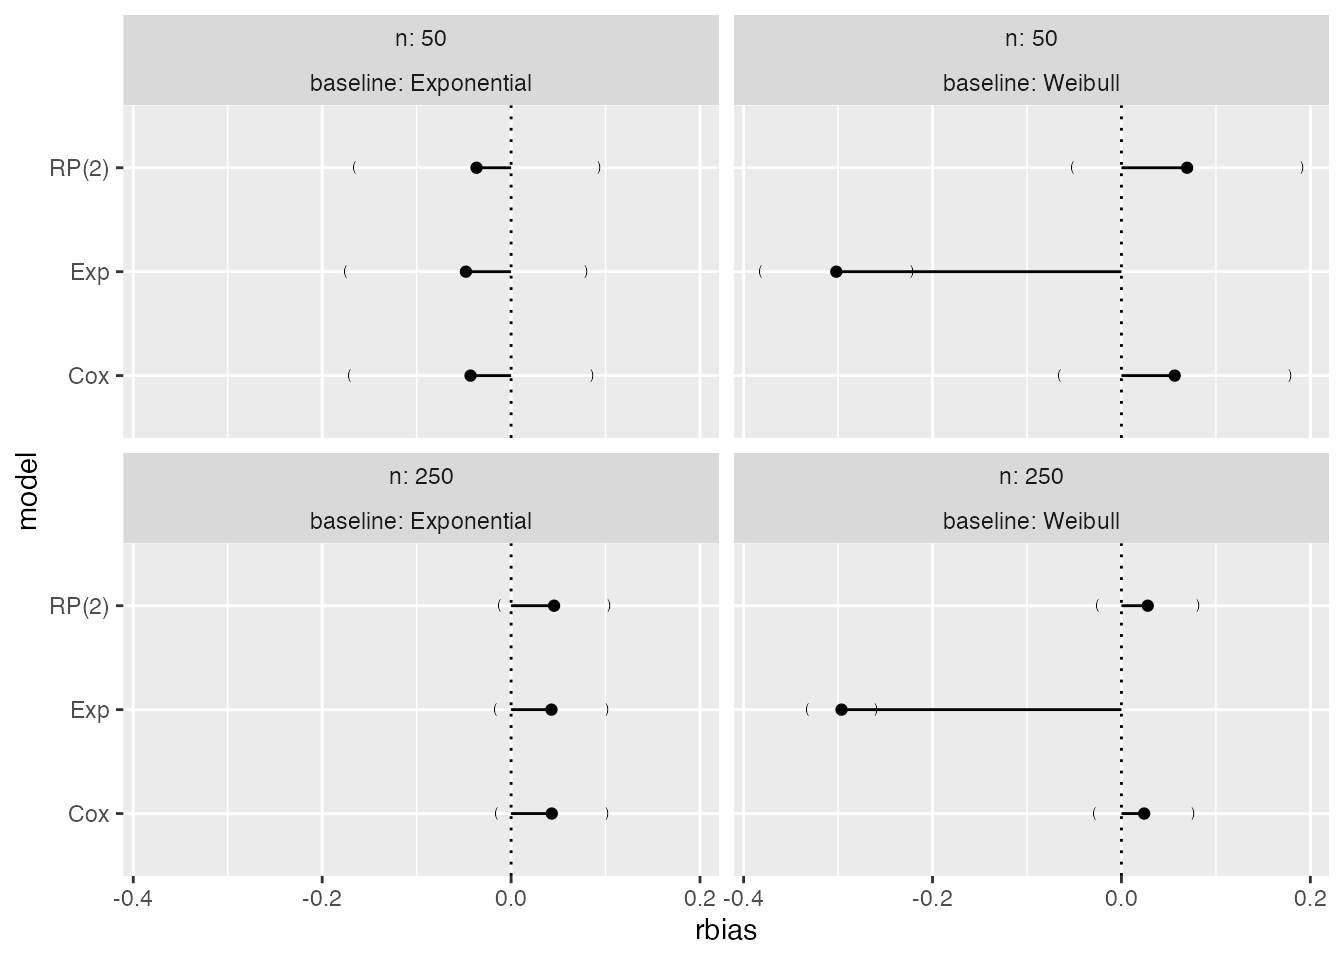 n: 50
baseline: Exponential
n: 50
baseline: Weibull
RP(2)
Exp
Cox
( )
( )
( )
( )
( )
( )
model
n: 250
baseline: Exponential
n: 250
baseline: Weibull
RP(2)
Exp
Cox
( )
( )
( )
( )
( )
( )
-0.4 -0.2 0.0 0.2
-0.4 -0.2 0.0 0.2
rbias